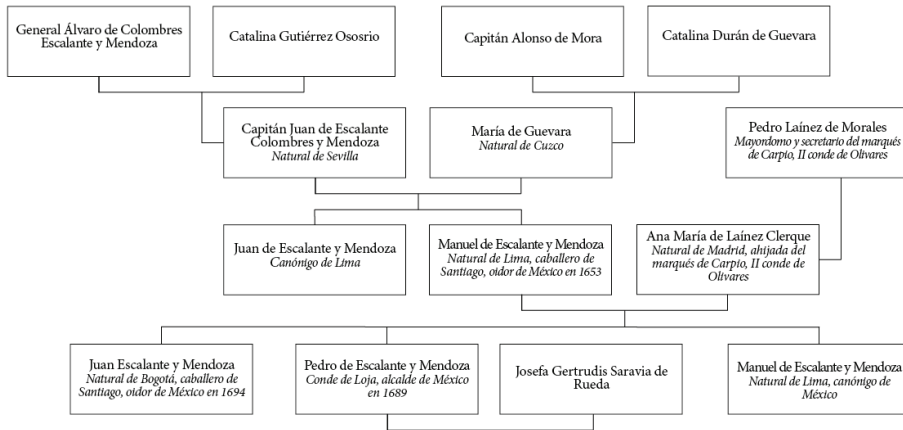 General Álvaro de Colombres
Escalante y Mendoza
Catalina Gutiérrez Ososrio
Capitán Alonso de Mora
Catalina Durán de Guevara
Capitán Juan de Escalante
Colombres y Mendoza
Natural de Sevilla
María de Guevara
Natural de Cuzco
Pedro Laínez de Morales
Mayordomo y secretario del marqués
de Carpio, II conde de Olivares
Juan de Escalante y Mendoza
Canónigo de Lima
Manuel de Escalante y Mendoza
Natural de Lima, caballero de
Santiago, oidor de México en 1653
Ana María de Laínez Clerque
Natural de Madrid, ahijada del
marqués de Carpio, II conde de
Olivares
Juan Escalante y Mendoza
Natural de Bogotá, caballero de
Santiago, oidor de México en 1694
Pedro de Escalante y Mendoza
Conde de Loja, alcalde de México
en 1689
Josefa Gertrudis Saravia de
Rueda
Manuel de Escalante y Mendoza
Natural de Lima, canónigo de
México